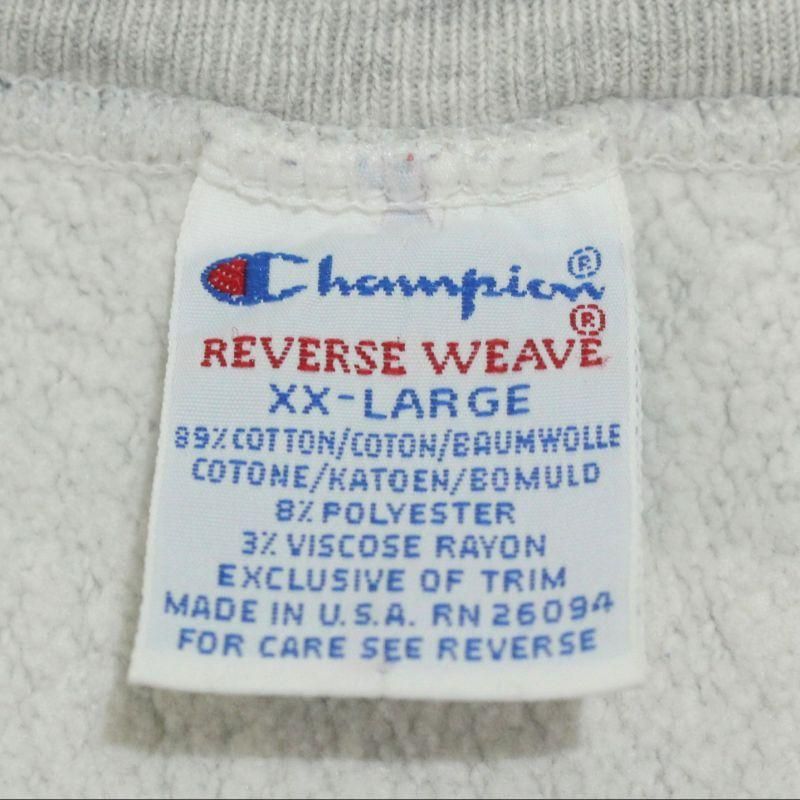 Champion®
REVERSE WEAVE®
XX-LARGE
89% COTTON/COTON/BAUMWOLLE
COTONE/KATOEN/BOMULD
8% POLYESTER
3% VISCOSE RAYON
EXCLUSIVE OF TRIM
MADE IN U.S.A. RN 26094
FOR CARE SEE REVERSE